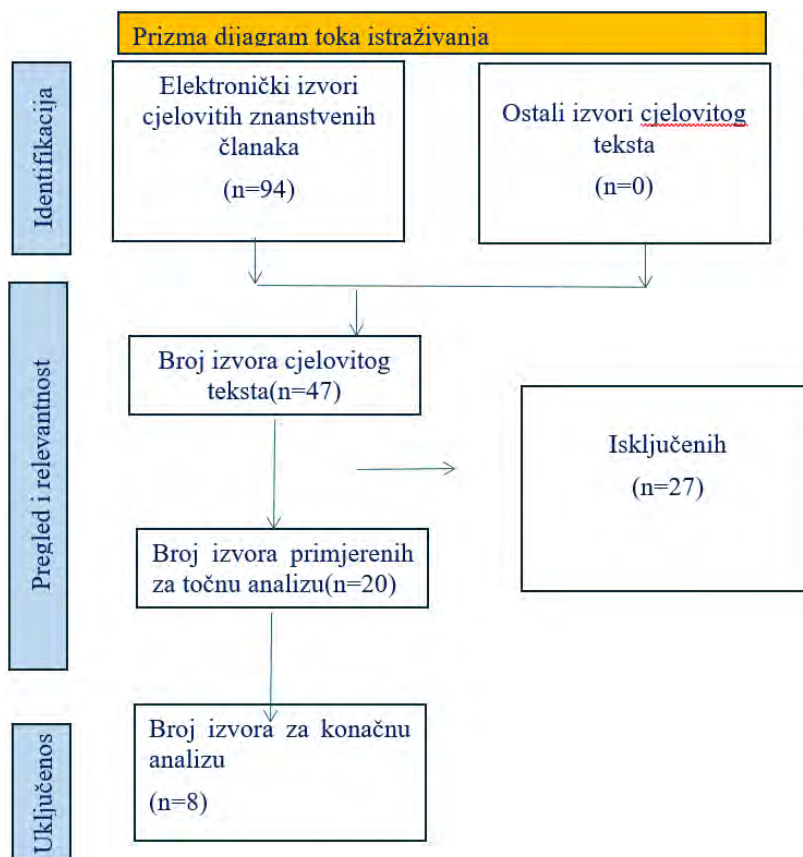 Prizma dijagram toka istraživanja
Identifikacija
Elektronički izvori
cjelovitih znanstvenih
članaka
(n=94)
Ostali izvori cjelovitog
teksta
(n=0)
Pregled i relevantnost
Broj izvora cjelovitog
teksta(n=47)
Isključenih
(n=27)
Broj izvora primjerenih
za točnu analizu(n=20)
Uključenos
Broj izvora za konačnu
analizu
(n=8)